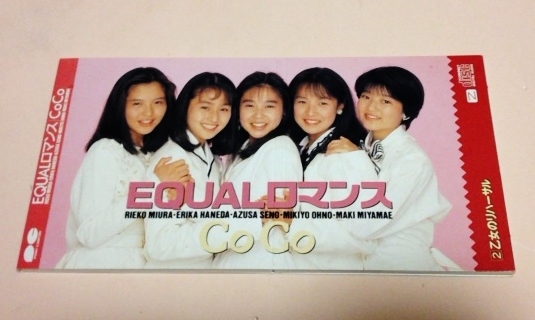 EQUALロマンス CoCo
EQUALロマンス
RIEKO MIURA・ERIKA HANEDA・AZUSA SENO・MIKIYO OHNO・MAKI MIYAMAE
CoCo
②乙女のリハーサル